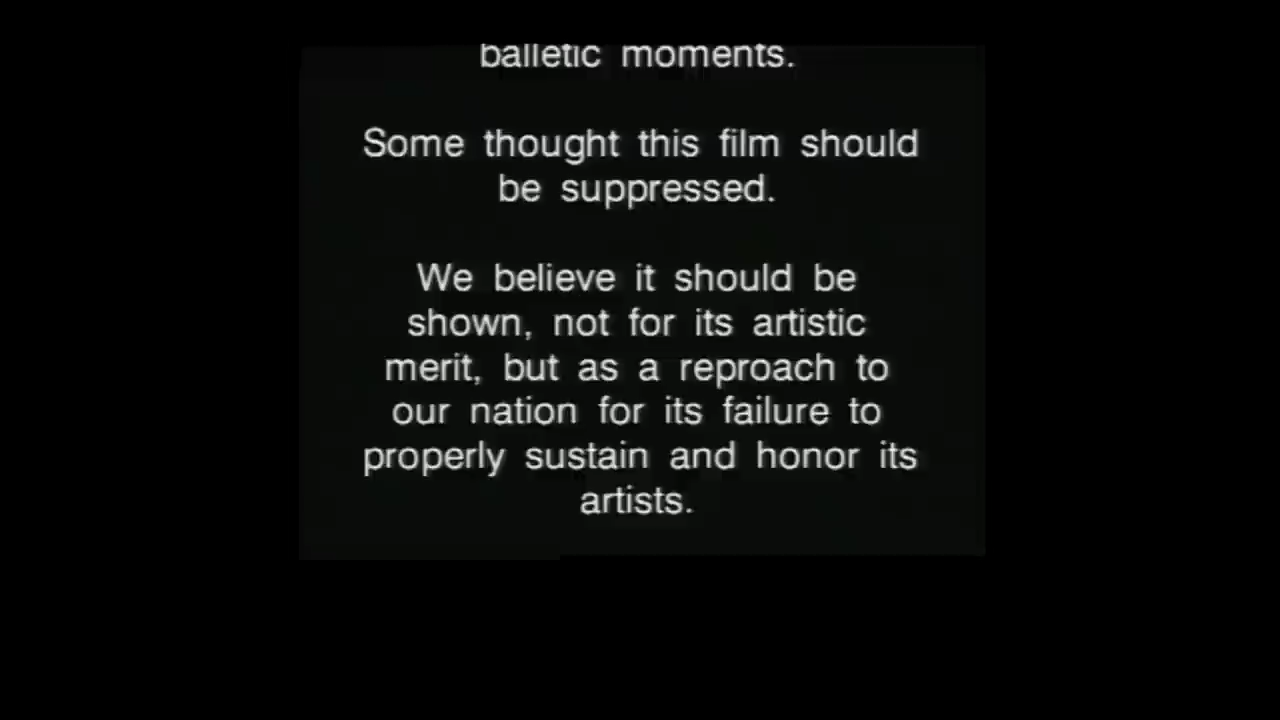 balletic moments.
Some thought this film should
be suppressed.
We believe it should be
shown, not for its artistic
merit, but as a reproach to
our nation for its failure to
properly sustain and honor its
artists.